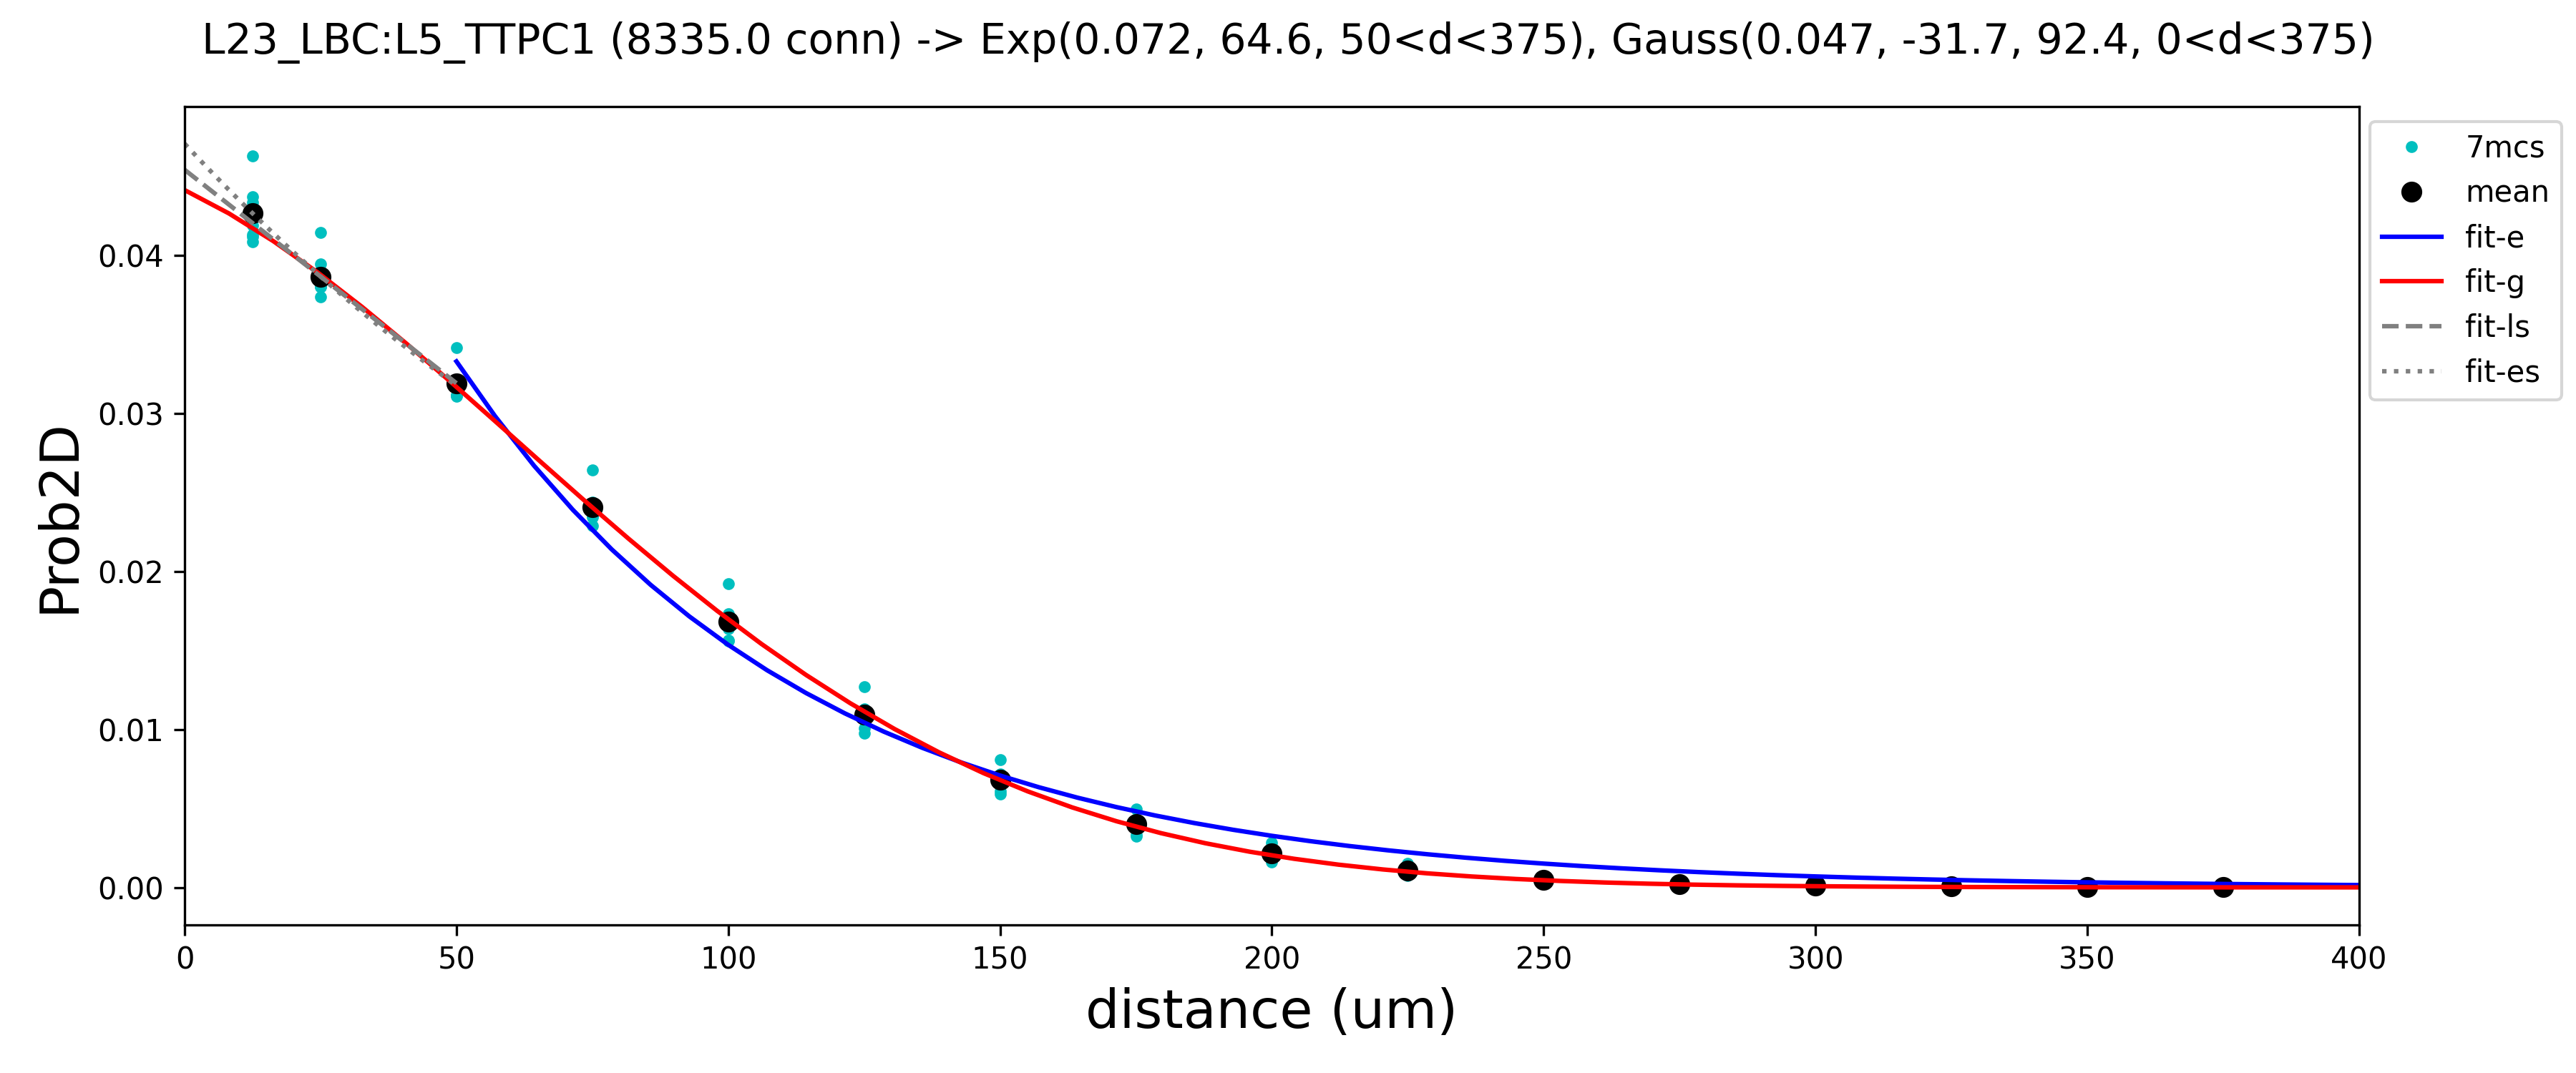 L23_LBC:L5_TTPC1 (8335.0 conn) -> Exp(0.072, 64.6, 50<d<375), Gauss(0.047, -31.7, 92.4, 0<d<375)
7mcs
mean
fit-e
fit-g
fit-ls
fit-es
Prob2D
0.04
0.03
0.02
0.01
0.00
0 50 100 150 200 250 300 350 400
distance (um)